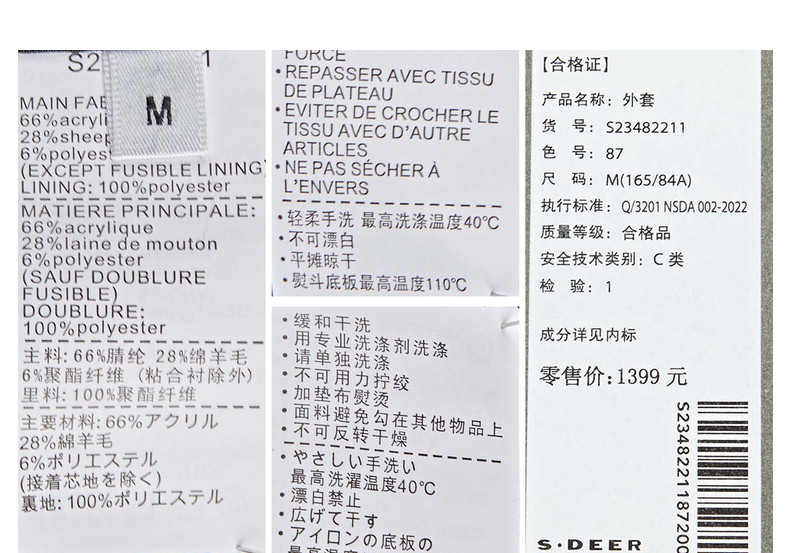 S2
1
M
MAIN
66%
28%
6%
(EXCEPT FUSIBLE LINING)
LINING: 100%polyester
MATIERE PRINCIPALE:
66%acrylique
28%laine de mouton
6%polyester
(SAUF DOUBLURE
FUSIBLE)
DOUBLURE:
100%polyester
主料: 66%腈纶 28%绵羊毛
6%聚酯纤维 (粘合衬除外)
里料: 100%聚酯纤维
主要材料: 66%アクリル
28%綿羊毛
6%ポリエステル
(接着芯地を除く)
裏地: 100%ポリエステル
FORCE
•REPASSER AVEC TISSU
DE PLATEAU
•EVITER DE CROCHER LE
TISSU AVEC D'AUTRE
ARTICLES
•NE PAS SÉCHER À
L'ENVERS
•轻柔手洗 最高洗涤温度40℃
•不可漂白
•平摊晾干
•熨斗底板最高温度110℃
•缓和干洗
•用专业洗涤剂洗涤
•请单独洗涤
•不可用力拧绞
•加垫布熨烫
•面料避免勾在其他物品上
•不可反转干燥
•やさしい手洗い
最高洗濯温度40℃
•漂白禁止
•広げて干す
•アイロンの底板の
【合格证】
产品名称: 外套
货 号: S23482211
色 号: 87
尺 码: M(165/84A)
执行标准: Q/3201 NSDA 002-2022
质量等级: 合格品
安全技术类别: C 类
检 验: 1
成分详见内标
零售价: 1399 元
S2348221187200
S·DEER